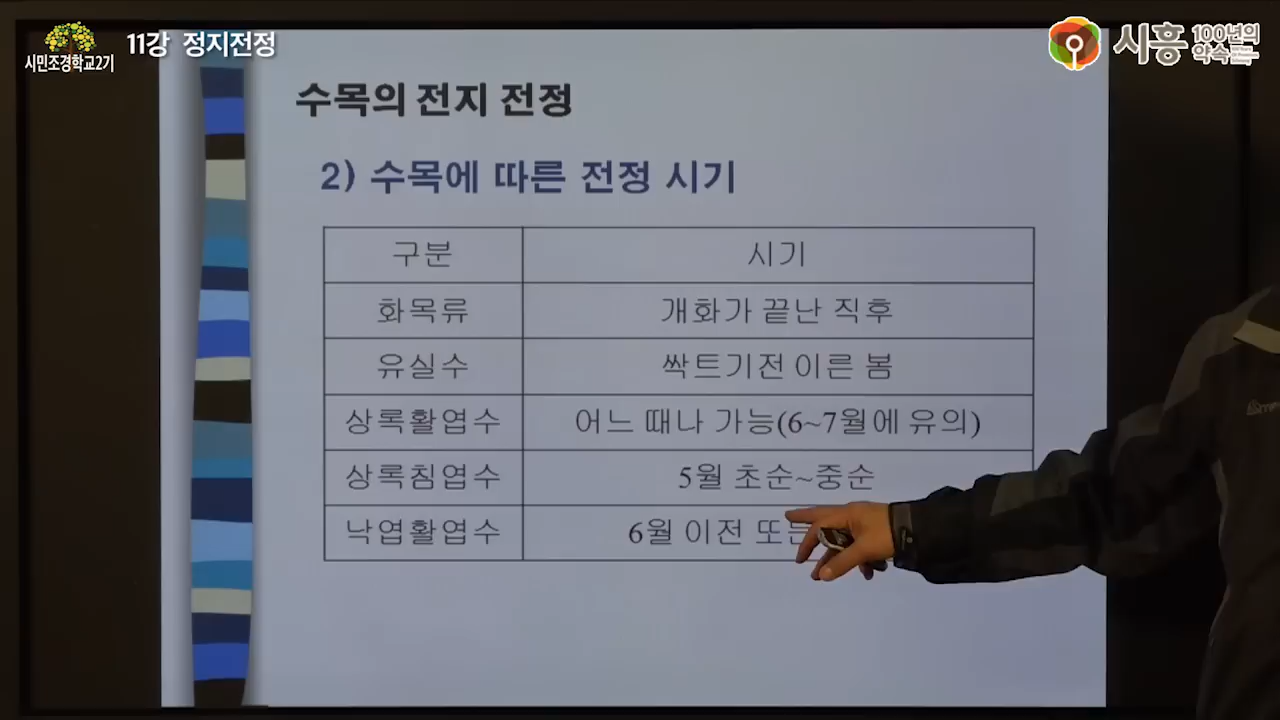 시민조경학교2기
11강 정지전정
시흥 100년의 약속
수목의 전지 전정
2) 수목에 따른 전정 시기
구분 시기
화목류 개화가 끝난 직후
유실수 싹트기전 이른 봄
상록활엽수 어느 때나 가능(6~7월에 유의)
상록침엽수 5월 초순~중순
낙엽활엽수 6월 이전 또는